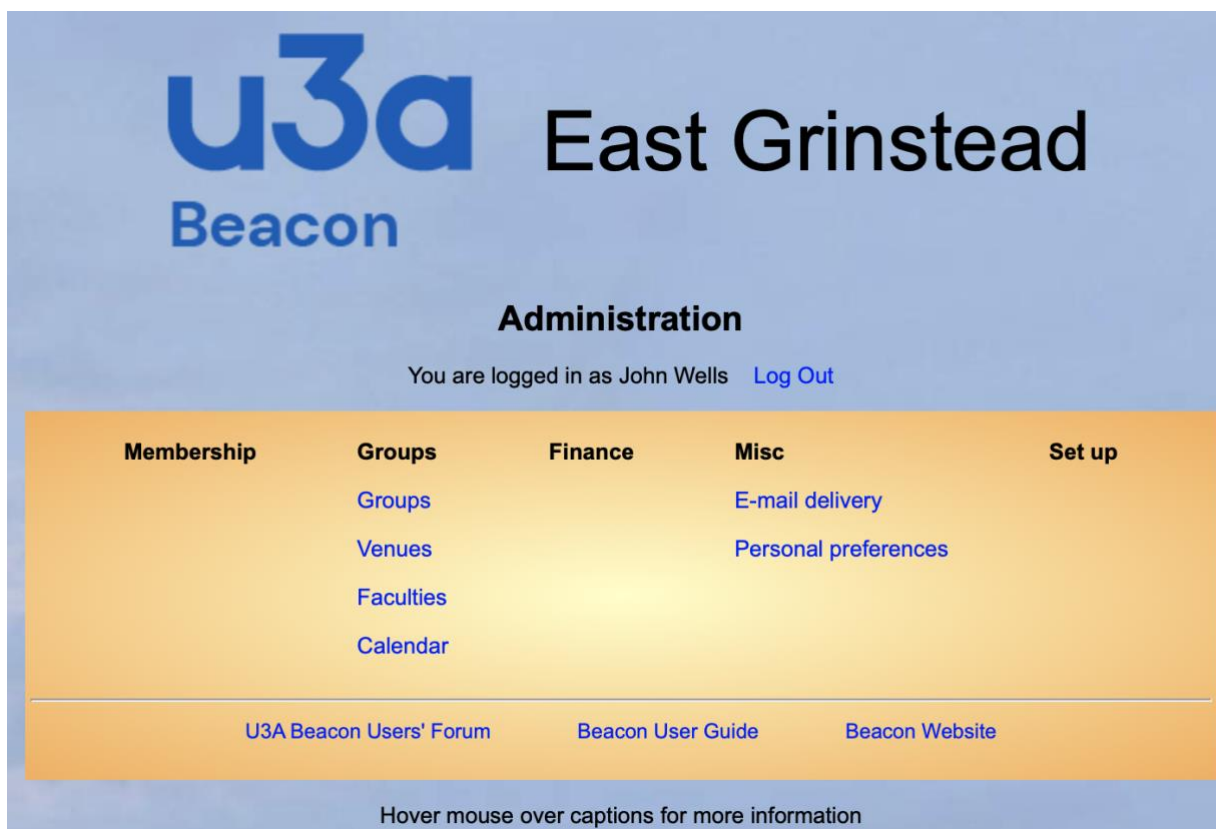 u3a East Grinstead
Beacon
Administration
You are logged in as John Wells Log Out
Membership Groups Finance Misc Set up
Groups E-mail delivery
Venues Personal preferences
Faculties
Calendar
U3A Beacon Users' Forum Beacon User Guide Beacon Website
Hover mouse over captions for more information